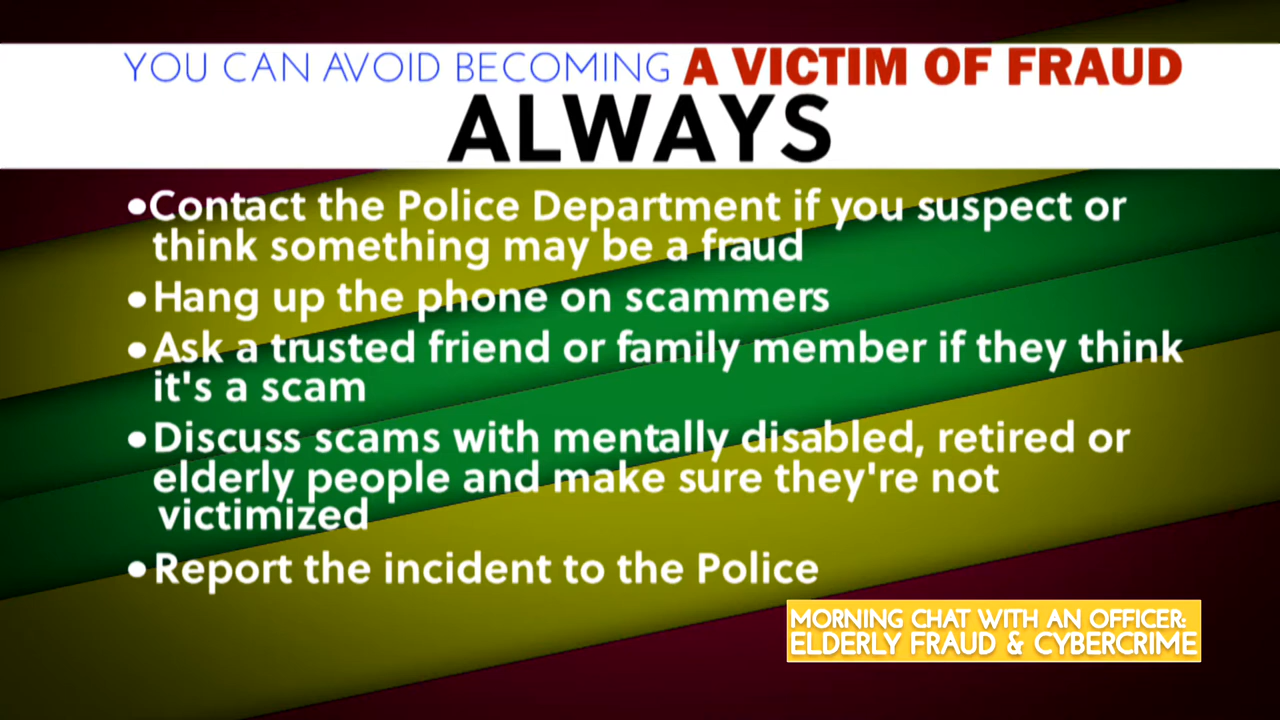 YOU CAN AVOID BECOMING A VICTIM OF FRAUD
ALWAYS
•Contact the Police Department if you suspect or
think something may be a fraud
•Hang up the phone on scammers
•Ask a trusted friend or family member if they think
it's a scam
•Discuss scams with mentally disabled, retired or
elderly people and make sure they're not
victimized
•Report the incident to the Police
MORNING CHAT WITH AN OFFICER:
ELDERLY FRAUD & CYBERCRIME